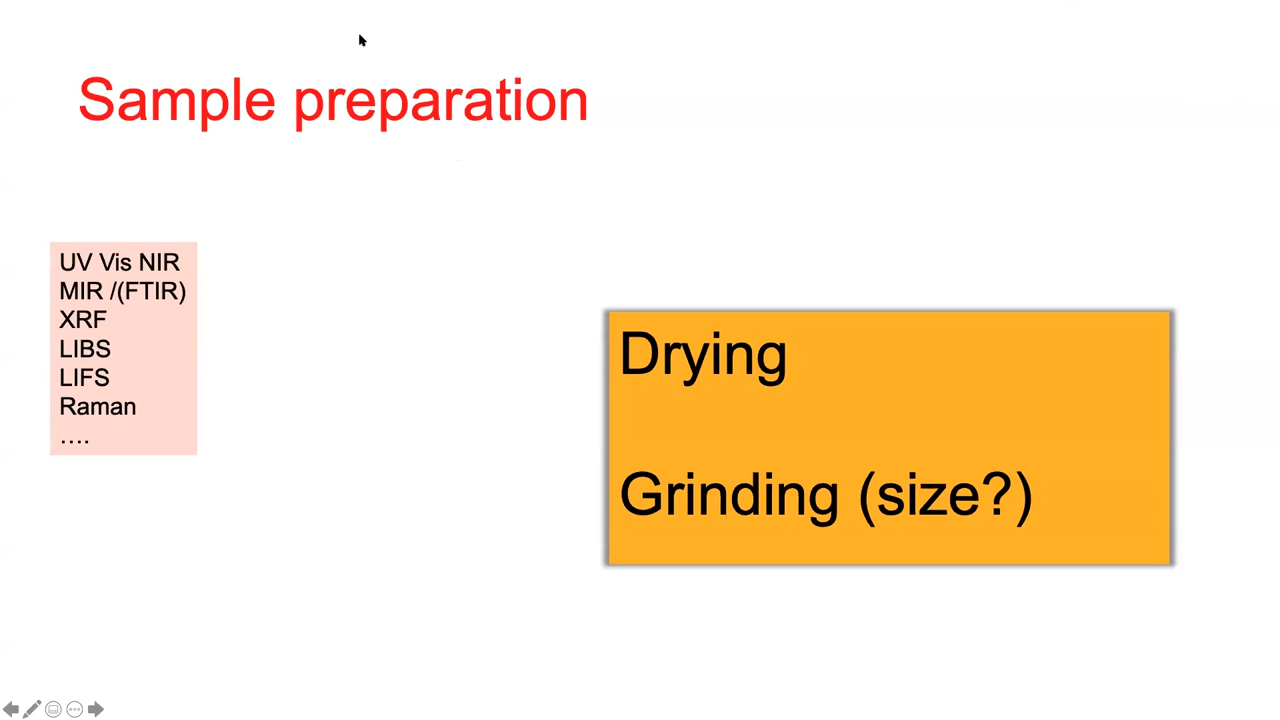 Sample preparation
UV Vis NIR
MIR /(FTIR)
XRF
LIBS
LIFS
Raman
....
Drying
Grinding (size?)